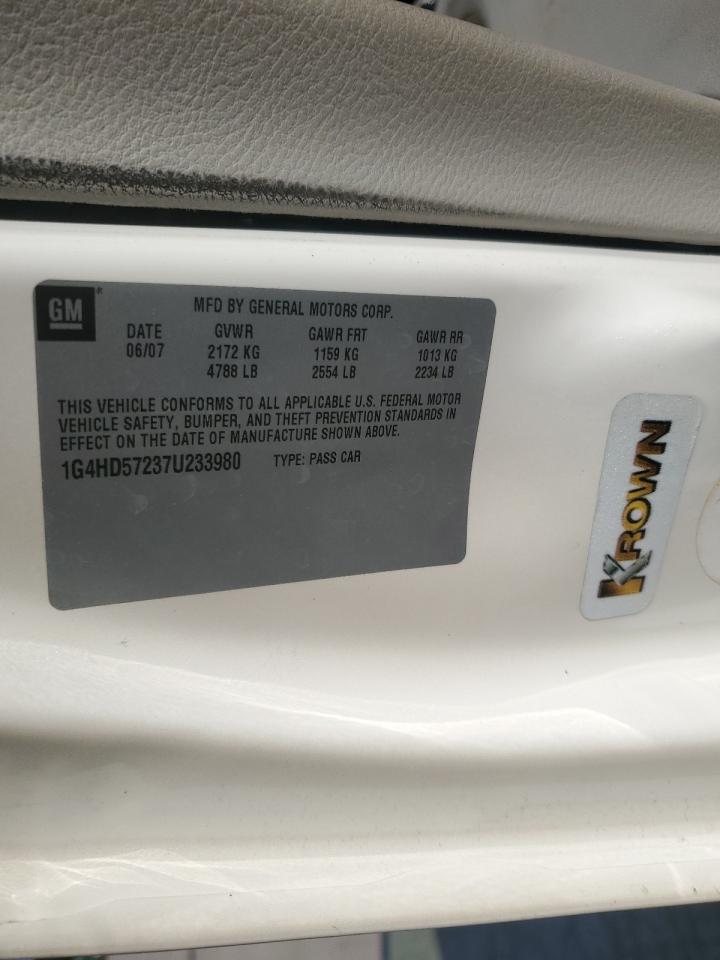 GM
®
MFD BY GENERAL MOTORS CORP.
DATE GVWR GAWR FRT GAWR RR
06/07 2172 KG 1159 KG 1013 KG
4788 LB 2554 LB 2234 LB
THIS VEHICLE CONFORMS TO ALL APPLICABLE U.S. FEDERAL MOTOR
VEHICLE SAFETY, BUMPER, AND THEFT PREVENTION STANDARDS IN
EFFECT ON THE DATE OF MANUFACTURE SHOWN ABOVE.
1G4HD57237U233980 TYPE: PASS CAR
KROWN